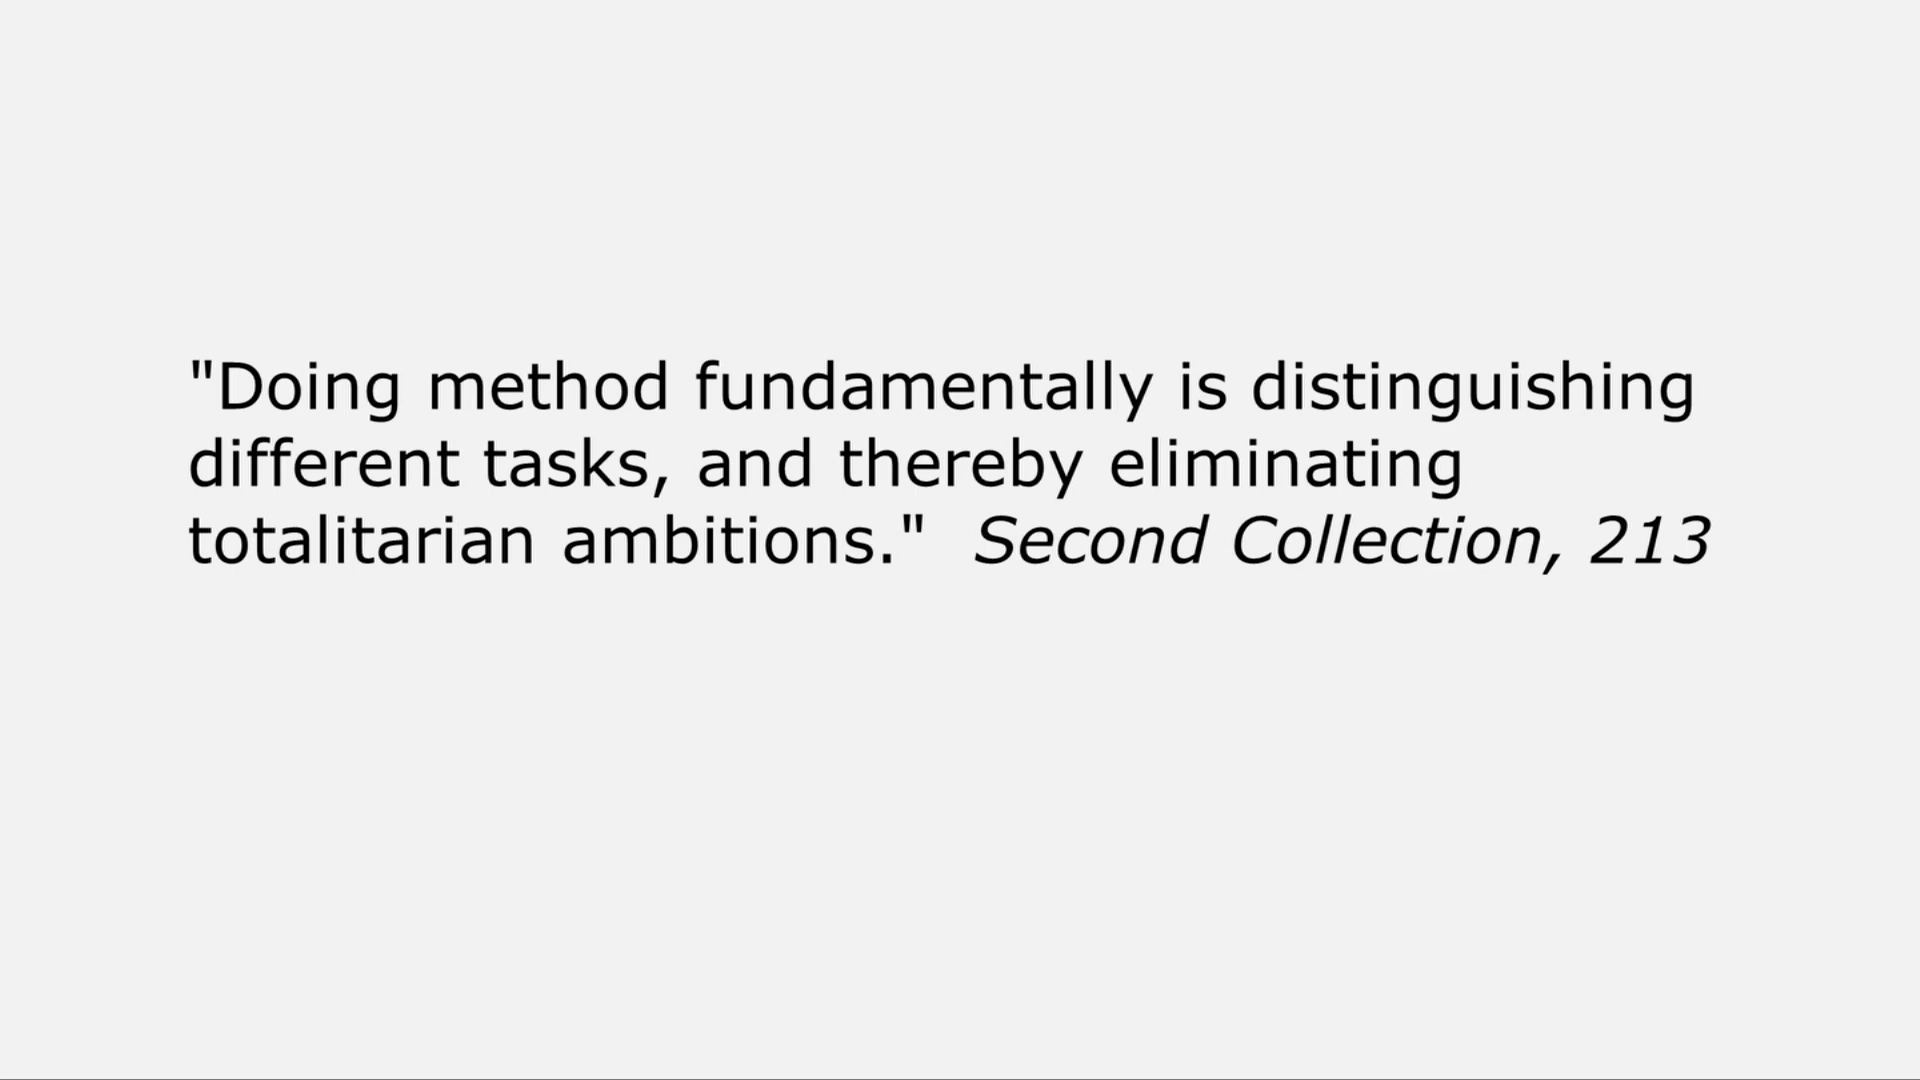 "Doing method fundamentally is distinguishing
different tasks, and thereby eliminating
totalitarian ambitions."  Second Collection, 213